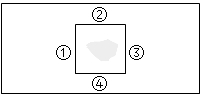 ②
① ③
④